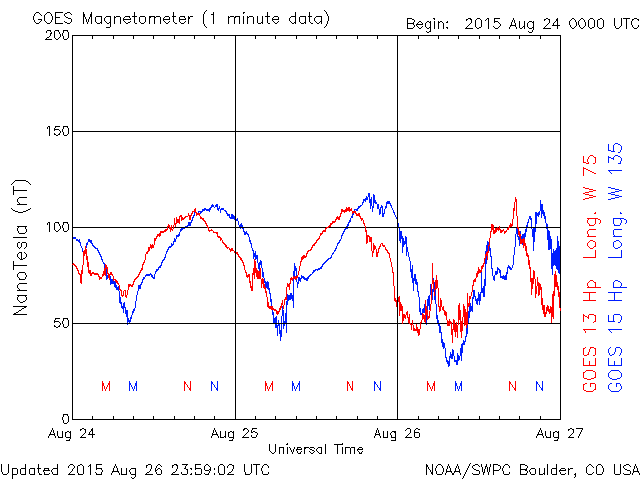 GOES Magnetometer (1 minute data)
Begin: 2015 Aug 24 0000 UTC
200
150
100
50
0
NanoTesla (nT)
GOES 13 Hp Long. W 75
GOES 15 Hp Long. W 135
M M N N M M N N M M N N
Aug 24 Aug 25 Aug 26 Aug 27
Universal Time
Updated 2015 Aug 26 23:59:02 UTC
NOAA/SWPC Boulder, CO USA